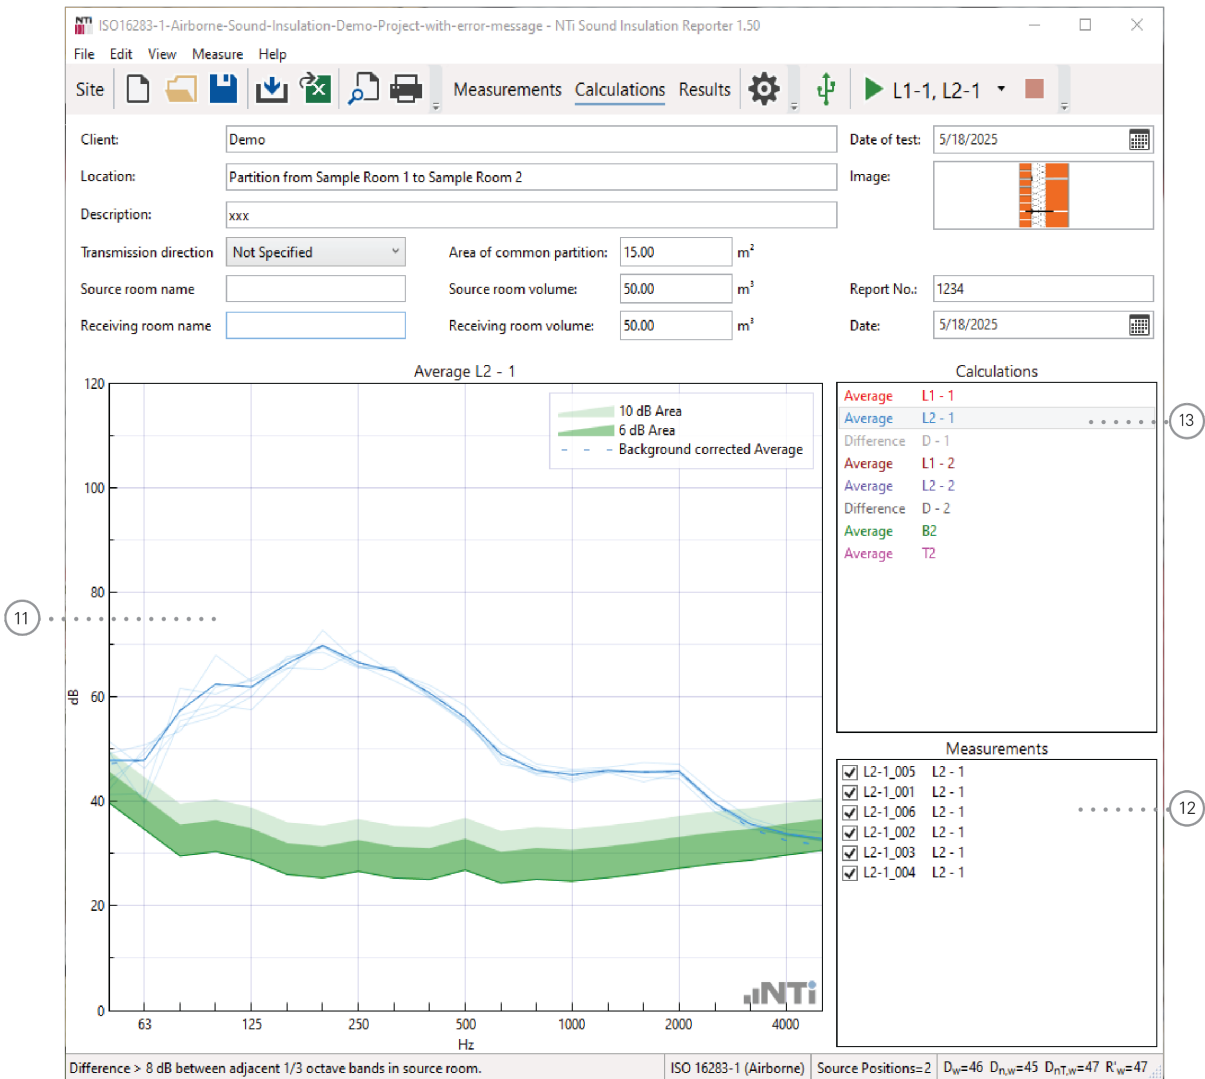 NTi ISO16283-1-Airborne-Sound-Insulation-Demo-Project-with-error-message - NTi Sound Insulation Reporter 1.50
File Edit View Measure Help
Site Measurements Calculations Results L1-1, L2-1
Client: Demo Date of test: 5/18/2025
Location: Partition from Sample Room 1 to Sample Room 2 Image:
Description: xxx
Transmission direction Not Specified Area of common partition: 15.00 m²
Source room name Source room volume: 50.00 m³ Report No.: 1234
Receiving room name Receiving room volume: 50.00 m³ Date: 5/18/2025
Average L2 - 1
120
100
80
60
40
20
0
dB
10 dB Area
6 dB Area
Background corrected Average
NTi
63 125 250 500 1000 2000 4000
Hz
11
Calculations
Average L1 - 1
Average L2 - 1
Difference D - 1
Average L1 - 2
Average L2 - 2
Difference D - 2
Average B2
Average T2
13
Measurements
L2-1_005 L2 - 1
L2-1_001 L2 - 1
L2-1_006 L2 - 1
L2-1_002 L2 - 1
L2-1_003 L2 - 1
L2-1_004 L2 - 1
12
Difference > 8 dB between adjacent 1/3 octave bands in source room. ISO 16283-1 (Airborne) Source Positions=2 Dw=46 Dn,w=45 DnT,w=47 R'w=47